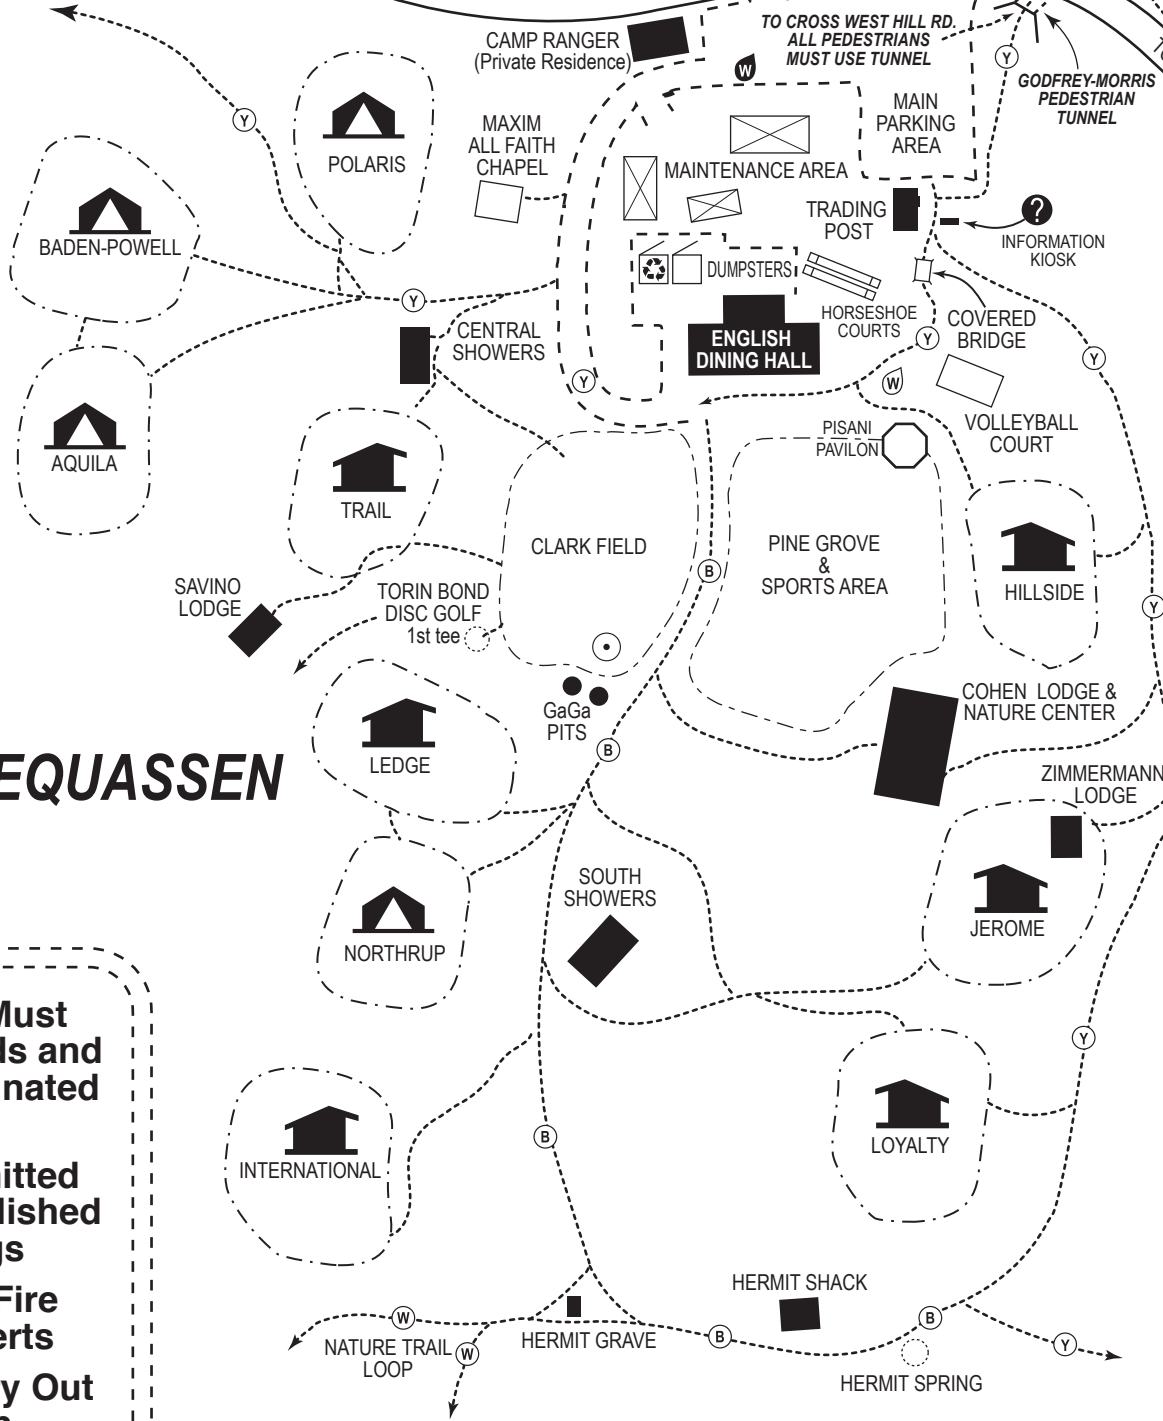 CAMP RANGER
(Private Residence)
TO CROSS WEST HILL RD.
ALL PEDESTRIANS
MUST USE TUNNEL
W
Y
GODFREY-MORRIS
PEDESTRIAN
TUNNEL
Y
POLARIS
MAXIM
ALL FAITH
CHAPEL
MAIN
PARKING
AREA
MAINTENANCE AREA
BADEN-POWELL
TRADING
POST
?
INFORMATION
KIOSK
DUMPSTERS
HORSESHOE
COURTS
COVERED
BRIDGE
Y
CENTRAL
SHOWERS
ENGLISH
DINING HALL
Y
Y
Y
W
VOLLEYBALL
COURT
AQUILA
TRAIL
PISANI
PAVILON
CLARK FIELD
PINE GROVE
&
SPORTS AREA
B
HILLSIDE
Y
SAVINO
LODGE
TORIN BOND
DISC GOLF
1st tee
GaGa
PITS
B
COHEN LODGE &
NATURE CENTER
LEDGE
EQUASSEN
ZIMMERMANN
LODGE
SOUTH
SHOWERS
JEROME
NORTHRUP
Must
ds and
nated
Y
B
LOYALTY
INTERNATIONAL
itted
lished
gs
Fire
erts
y Out
HERMIT SHACK
W
NATURE TRAIL
LOOP
W
HERMIT GRAVE
B
B
Y
HERMIT SPRING